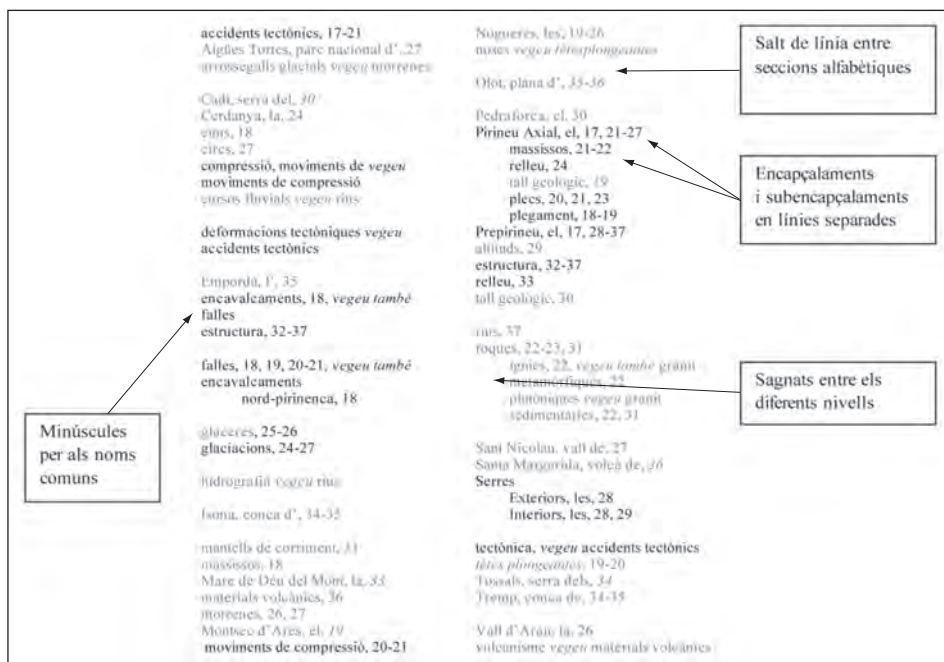 accidents tectònics, 17-21
Aigües Tortes, parc nacional d', 27
arrossegalls glacials vegeu morrenes
Cadí, serra del, 30
Cerdanya, la, 24
cims, 18
circs, 27
compressió, moviments de vegeu
moviments de compressió
cursos fluvials vegeu rius
deformacions tectòniques vegeu
accidents tectònics
Empordà, l', 35
encavalcaments, 18, vegeu també
falles
estructura, 32-37
falles, 18, 19, 20-21, vegeu també
encavalcaments
nord-pirinenca, 18
glaceres, 25-26
glaciacions, 24-27
hidrografia vegeu rius
Isona, conca d', 34-35
mantells de corriment, 31
massissos, 18
Mare de Déu del Mont, la, 33
materials volcànics, 36
morrenes, 26, 27
Montsec d'Ares, el, 19
moviments de compressió, 20-21
Nogueres, les, 19-26
noses vegeu têtes plongeantes
Olot, plana d', 35-36
Pedraforca, el, 30
Pirineu Axial, el, 17, 21-27
massissos, 21-22
relleu, 24
tall geològic, 19
plecs, 20, 21, 23
plegament, 18-19
Prepirineu, el, 17, 28-37
altituds, 29
estructura, 32-37
relleu, 33
tall geològic, 30
rius, 37
roques, 22-23, 31
ígnies, 22, vegeu també granit
metamòrfiques, 22
plutòniques vegeu granit
sedimentàries, 22, 31
Sant Nicolau, vall de, 27
Santa Margarida, volcà de, 36
Serres
Exteriors, les, 28
Interiors, les, 28, 29
tectònica, vegeu accidents tectònics
têtes plongeantes, 19-20
Tossals, serra dels, 34
Tremp, conca de, 34-35
Vall d'Aran, la, 26
volcanisme vegeu materials volcànics
Minúscules
per als noms
comuns
Salt de línia entre
seccions alfabètiques
Encapçalaments
i subencapçalaments
en línies separades
Sagnats entre els
diferents nivells